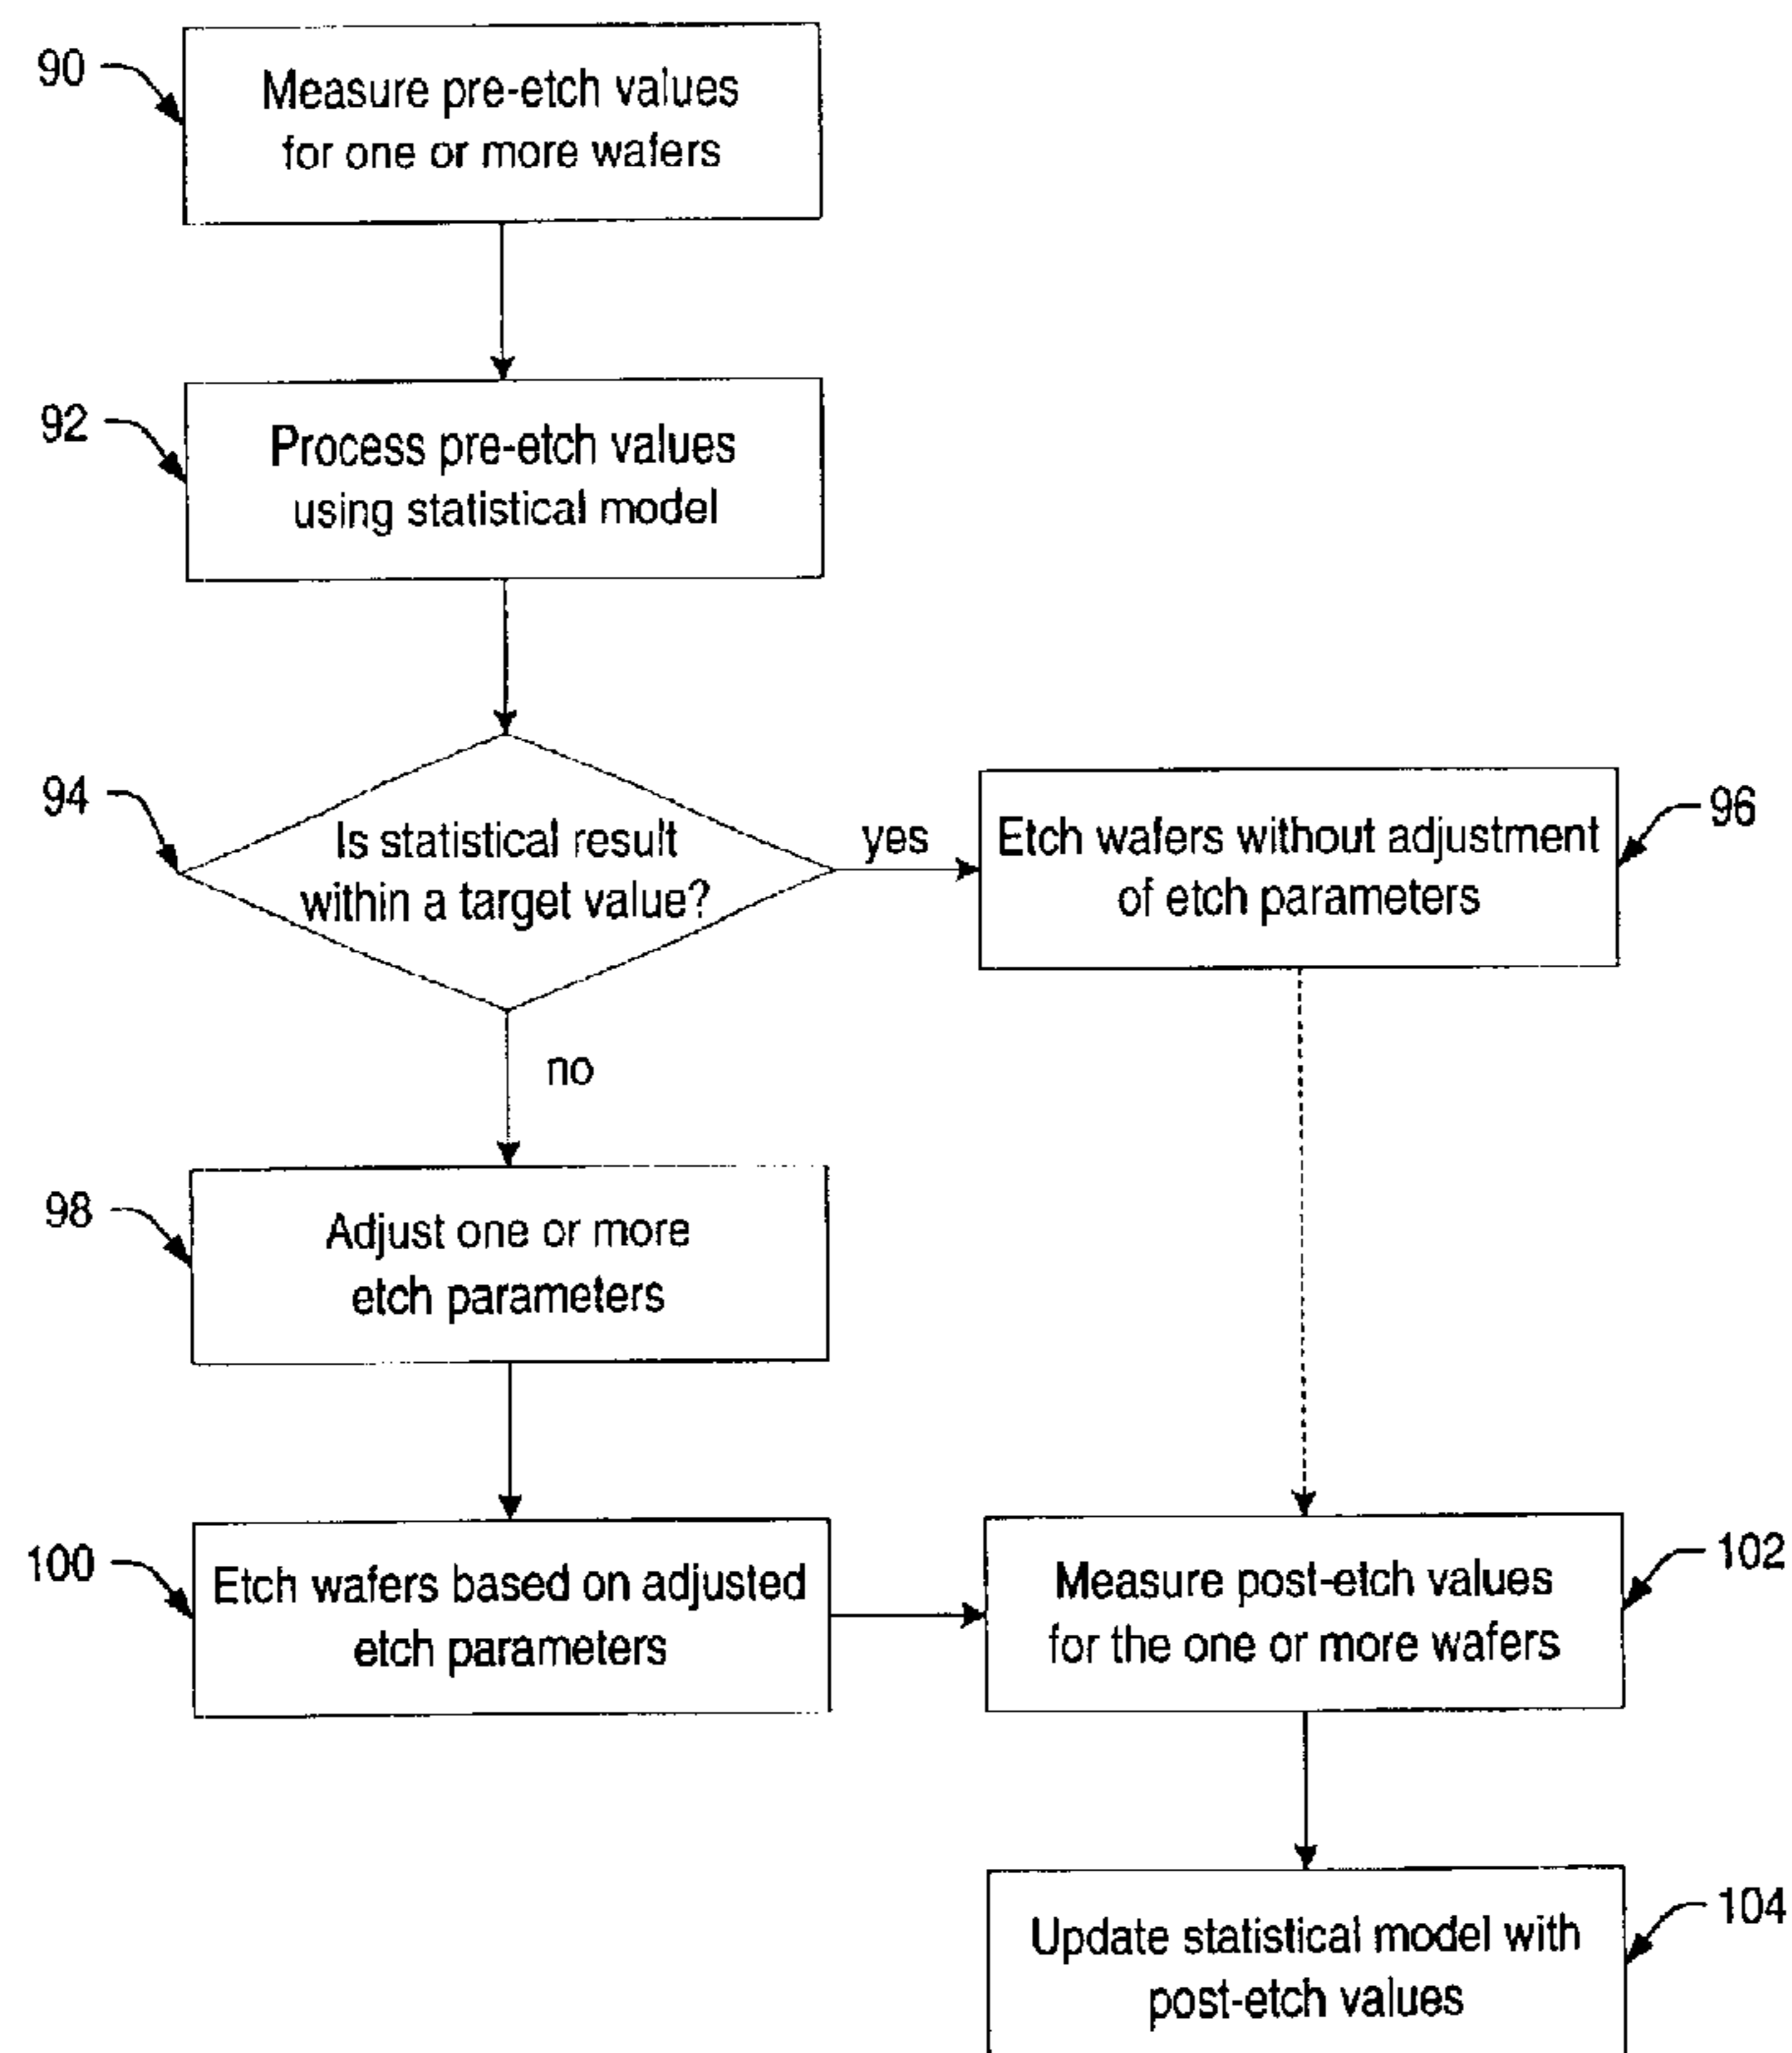 90
Measure pre-etch values
for one or more wafers
92
Process pre-etch values
using statistical model
94
Is statistical result
within a target value?
yes
Etch wafers without adjustment
of etch parameters
96
no
98
Adjust one or more
etch parameters
100
Etch wafers based on adjusted
etch parameters
Measure post-etch values
for the one or more wafers
102
Update statistical model with
post-etch values
104